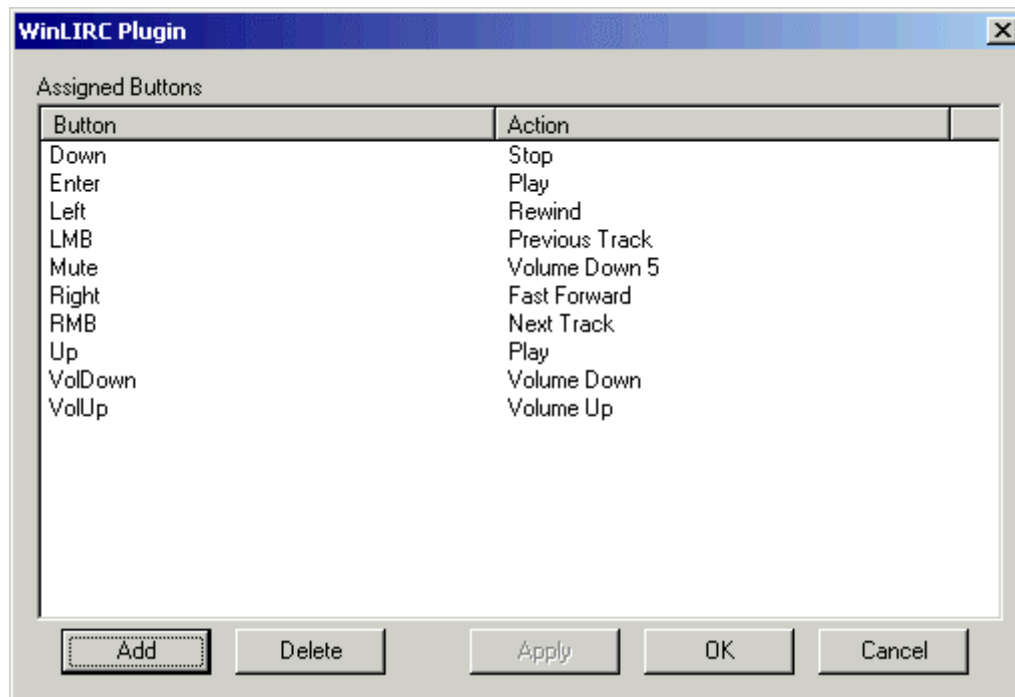 WinLIRC Plugin
Assigned Buttons
Button Action
Down Stop
Enter Play
Left Rewind
LMB Previous Track
Mute Volume Down 5
Right Fast Forward
RMB Next Track
Up Play
VolDown Volume Down
VolUp Volume Up
Add Delete Apply OK Cancel